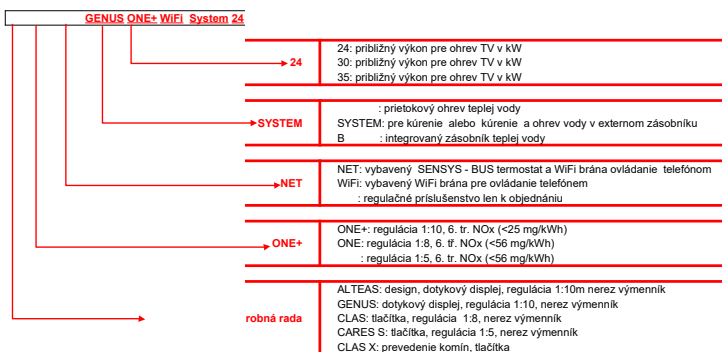 GENUS ONE+ WiFi System 24
24
24: približný výkon pre ohrev TV v kW
30: približný výkon pre ohrev TV v kW
35: približný výkon pre ohrev TV v kW
SYSTEM
: prietokový ohrev teplej vody
SYSTEM: pre kúrenie alebo kúrenie a ohrev vody v externom zásobníku
B : integrovaný zásobník teplej vody
NET
NET: vybavený SENSYS - BUS termostat a WiFi brána ovládanie telefónom
WiFi: vybavený WiFi brána pre ovládanie telefónem
: regulačné príslušenstvo len k objednániu
ONE+
ONE+: regulácia 1:10, 6. tr. NOx (<25 mg/kWh)
ONE: regulácia 1:8, 6. tř. NOx (<56 mg/kWh)
: regulácia 1:5, 6. tr. NOx (<56 mg/kWh)
robná rada
ALTEAS: design, dotykový displej, regulácia 1:10m nerez výmenník
GENUS: dotykový displej, regulácia 1:10, nerez výmenník
CLAS: tlačítka, regulácia 1:8, nerez výmenník
CARES S: tlačítka, regulácia 1:5, nerez výmenník
CLAS X: prevedenie komín, tlačítka